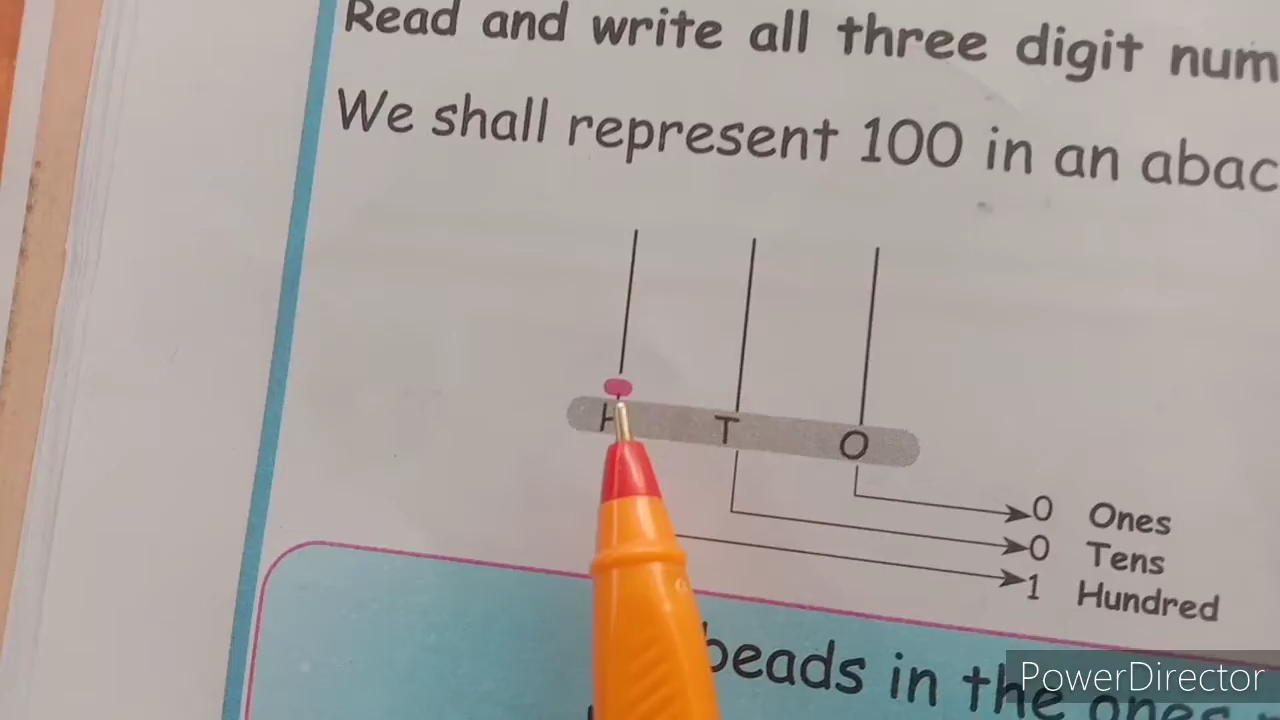 Read and write all three digit num
We shall represent 100 in an abac
H T O
0 Ones
0 Tens
1 Hundred
beads in the ones
PowerDirector